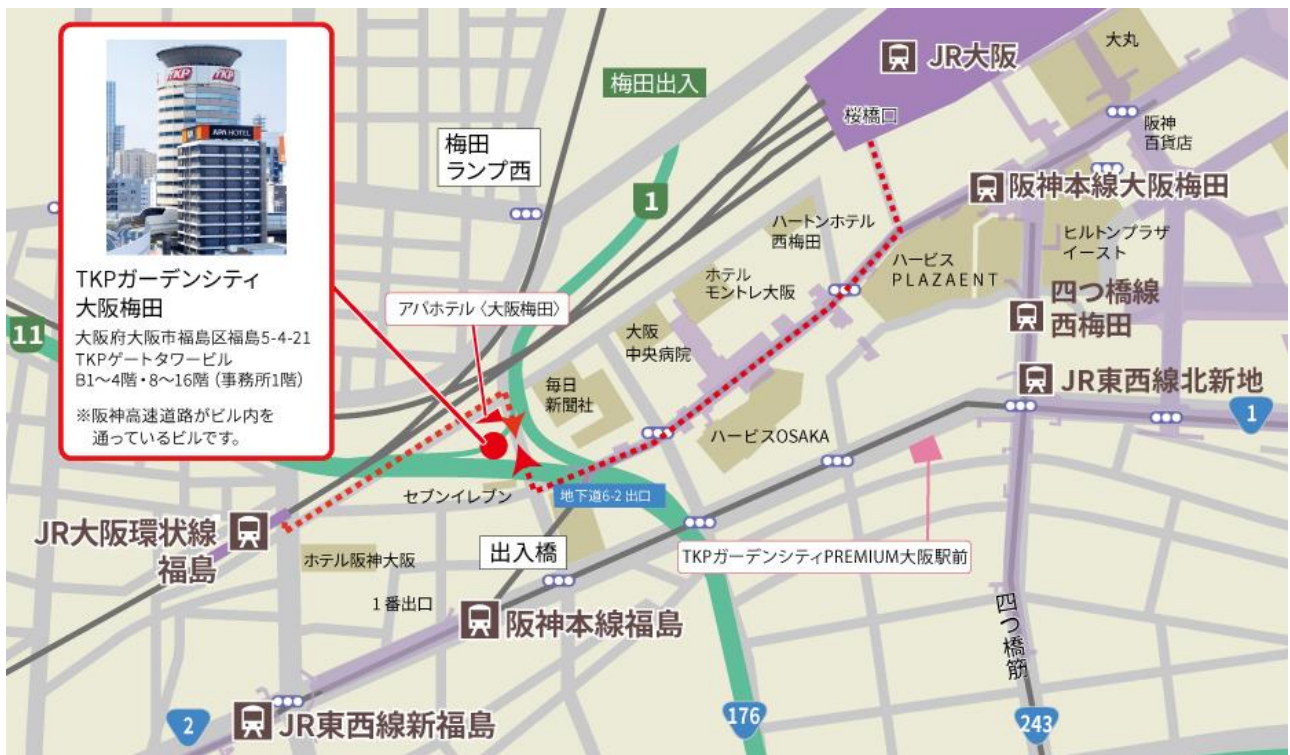 TKP
TKP
APA HOTEL
TKPガーデンシティ
大阪梅田
大阪府大阪市福島区福島5-4-21
TKPゲートタワービル
B1〜4階・8〜16階（事務所1階）
※阪神高速道路がビル内を
通っているビルです。
梅田出入
JR大阪
大丸
桜橋口
阪神
百貨店
梅田
ランプ西
1
阪神本線大阪梅田
ハートンホテル
西梅田
ヒルトンプラザ
イースト
ハービス
PLAZAENT
ホテル
モントレ大阪
四つ橋線
西梅田
アパホテル〈大阪梅田〉
11
大阪
中央病院
JR東西線北新地
毎日
新聞社
1
ハービスOSAKA
セブンイレブン
地下道6-2 出口
JR大阪環状線
福島
ホテル阪神大阪
出入橋
TKPガーデンシティPREMIUM大阪駅前
1番出口
阪神本線福島
四つ橋筋
2
JR東西線新福島
176
243